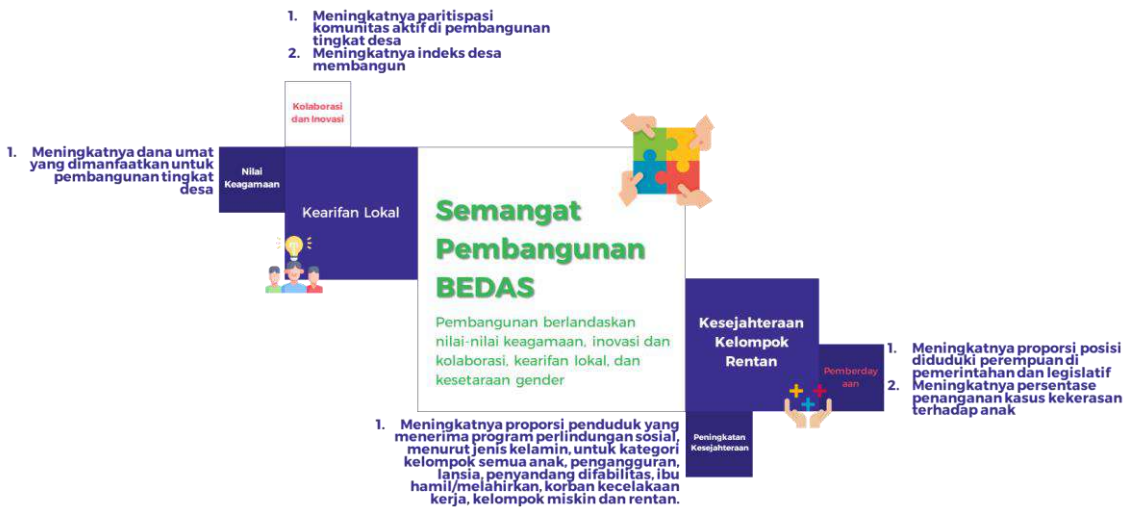 1. Meningkatnya paritispasi
komunitas aktif di pembangunan
tingkat desa
2. Meningkatnya indeks desa
membangun
Kolaborasi
dan Inovasi
1. Meningkatnya dana umat
yang dimanfaatkan untuk
pembangunan tingkat
desa
Nilai
Keagamaan
Kearifan Lokal
Semangat
Pembangunan
BEDAS
Pembangunan berlandaskan
nilai-nilai keagamaan, inovasi dan
kolaborasi, kearifan lokal, dan
kesetaraan gender
Kesejahteraan
Kelompok
Rentan
Pemberday
aan
1. Meningkatnya proporsi posisi
diduduki perempuan di
pemerintahan dan legislatif
2. Meningkatnya persentase
penanganan kasus kekerasan
terhadap anak
1. Meningkatnya proporsi penduduk yang
menerima program perlindungan sosial,
menurut jenis kelamin, untuk kategori
kelompok semua anak, pengangguran,
lansia, penyandang difabilitas, ibu
hamil/melahirkan, korban kecelakaan
kerja, kelompok miskin dan rentan.
Peningkatan
Kesejahteraan